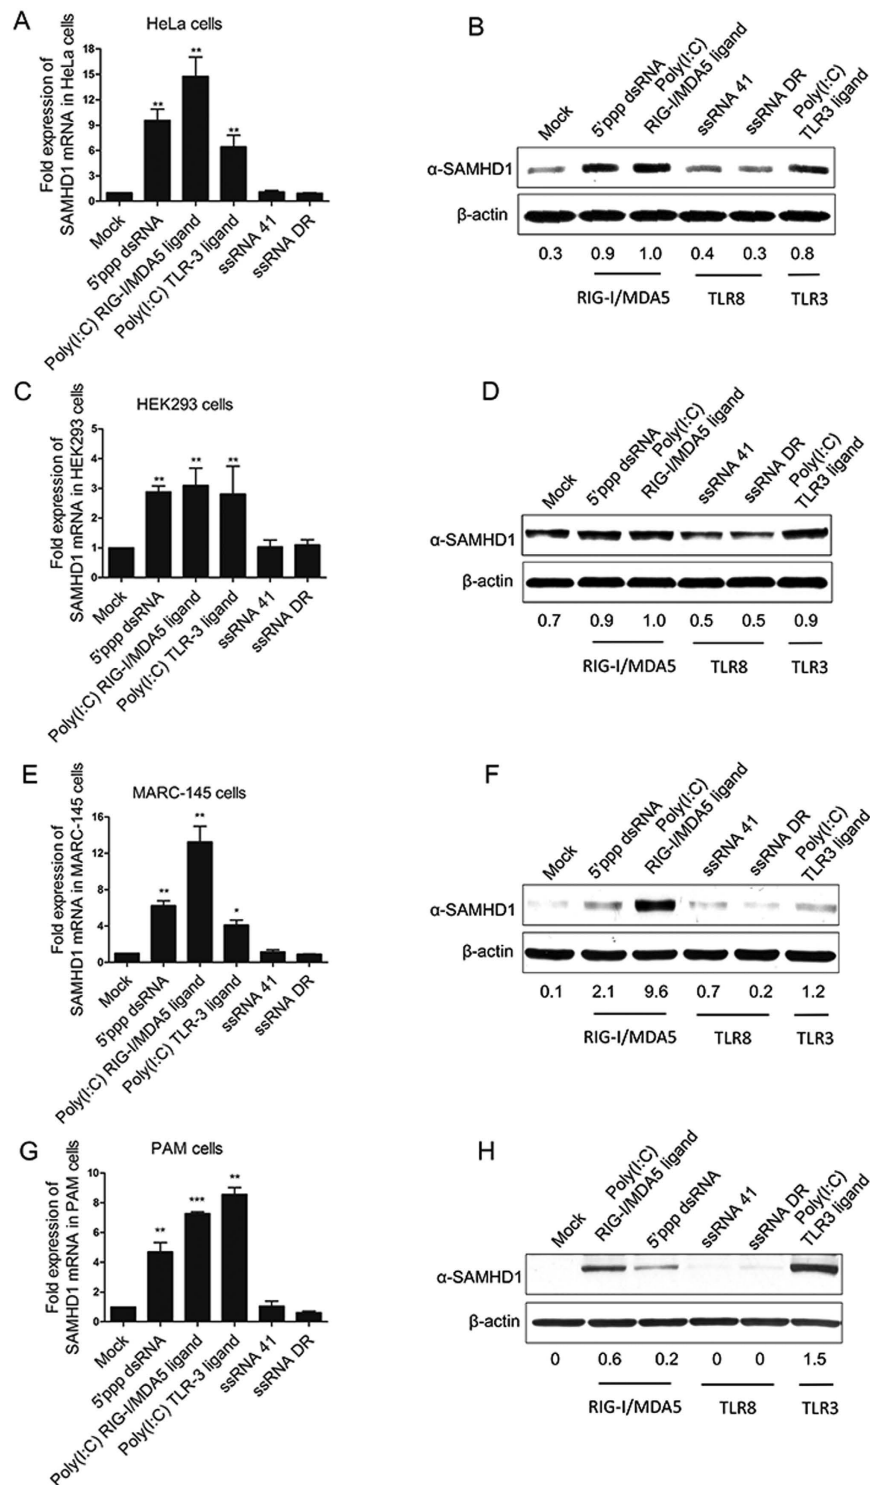 A
HeLa cells
Fold expression of
SAMHD1 mRNA in HeLa cells
18
15
12
9
6
3
0
**
**
**
Mock
5'ppp dsRNA
Poly(I:C) RIG-I/MDA5 ligand
Poly(I:C) TLR-3 ligand
ssRNA 41
ssRNA DR
B
Mock
5'ppp dsRNA
Poly(I:C)
RIG-I/MDA5 ligand
ssRNA 41
ssRNA DR
Poly(I:C)
TLR3 ligand
α-SAMHD1
β-actin
0.3 0.9 1.0 0.4 0.3 0.8
RIG-I/MDA5 TLR8 TLR3
C
HEK293 cells
Fold expression of
SAMHD1 mRNA in HEK293 cells
5
4
3
2
1
0
**
**
**
Mock
5'ppp dsRNA
Poly(I:C) RIG-I/MDA5 ligand
Poly(I:C) TLR-3 ligand
ssRNA 41
ssRNA DR
D
Mock
5'ppp dsRNA
Poly(I:C)
RIG-I/MDA5 ligand
ssRNA 41
ssRNA DR
Poly(I:C)
TLR3 ligand
α-SAMHD1
β-actin
0.7 0.9 1.0 0.5 0.5 0.9
RIG-I/MDA5 TLR8 TLR3
E
MARC-145 cells
Fold expression of
SAMHD1 mRNA in MARC-145 cells
16
12
8
4
0
**
**
*
Mock
5'ppp dsRNA
Poly(I:C) RIG-I/MDA5 ligand
Poly(I:C) TLR-3 ligand
ssRNA 41
ssRNA DR
F
Mock
5'ppp dsRNA
Poly(I:C)
RIG-I/MDA5 ligand
ssRNA 41
ssRNA DR
Poly(I:C)
TLR3 ligand
α-SAMHD1
β-actin
0.1 2.1 9.6 0.7 0.2 1.2
RIG-I/MDA5 TLR8 TLR3
G
PAM cells
Fold expression of
SAMHD1 mRNA in PAM cells
10
8
6
4
2
0
**
***
**
Mock
5'ppp dsRNA
Poly(I:C) RIG-I/MDA5 ligand
Poly(I:C) TLR-3 ligand
ssRNA 41
ssRNA DR
H
Mock
Poly(I:C)
RIG-I/MDA5 ligand
5'ppp dsRNA
ssRNA 41
ssRNA DR
Poly(I:C)
TLR3 ligand
α-SAMHD1
β-actin
0 0.6 0.2 0 0 1.5
RIG-I/MDA5 TLR8 TLR3